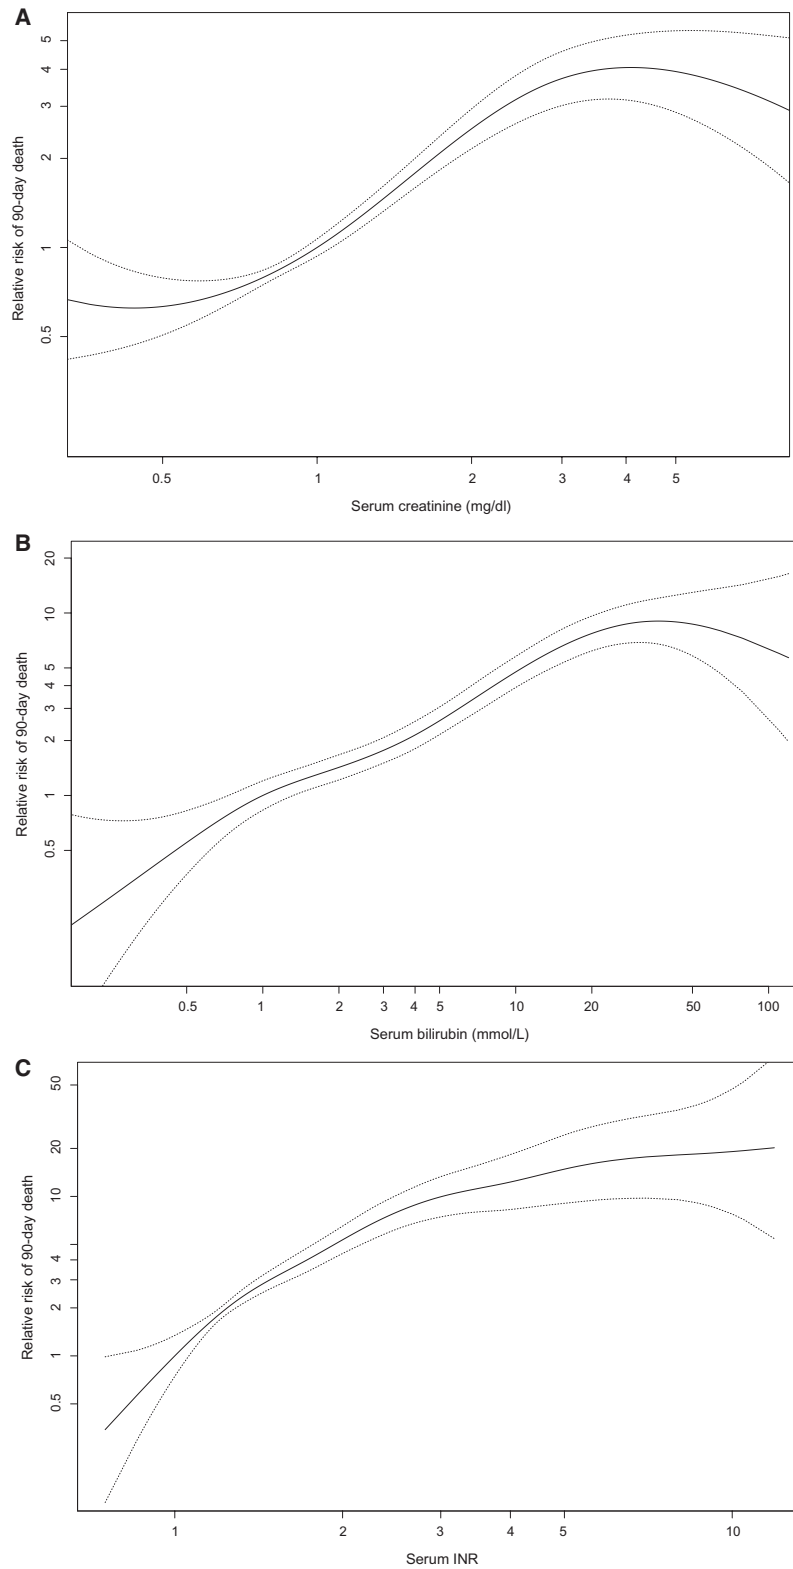 A
Relative risk of 90-day death
5
4
3
2
1
0.5
0.5 1 2 3 4 5
Serum creatinine (mg/dl)
B
Relative risk of 90-day death
20
10
5
4
3
2
1
0.5
0.5 1 2 3 4 5 10 20 50 100
Serum bilirubin (mmol/L)
C
Relative risk of 90-day death
50
20
10
4
3
2
1
0.5
1 2 3 4 5 10
Serum INR